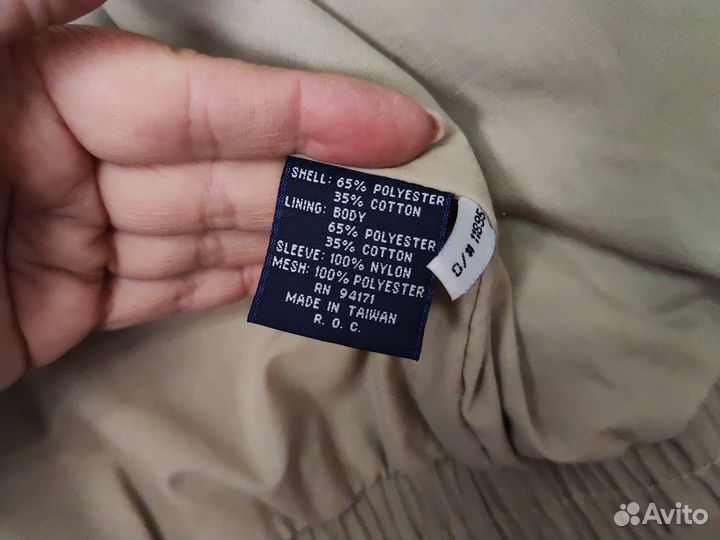 SHELL: 65% POLYESTER
35% COTTON
LINING: BODY
65% POLYESTER
35% COTTON
SLEEVE: 100% NYLON
MESH: 100% POLYESTER
RN 94171
MADE IN TAIWAN
R. O. C.
O/# 11895
Avito